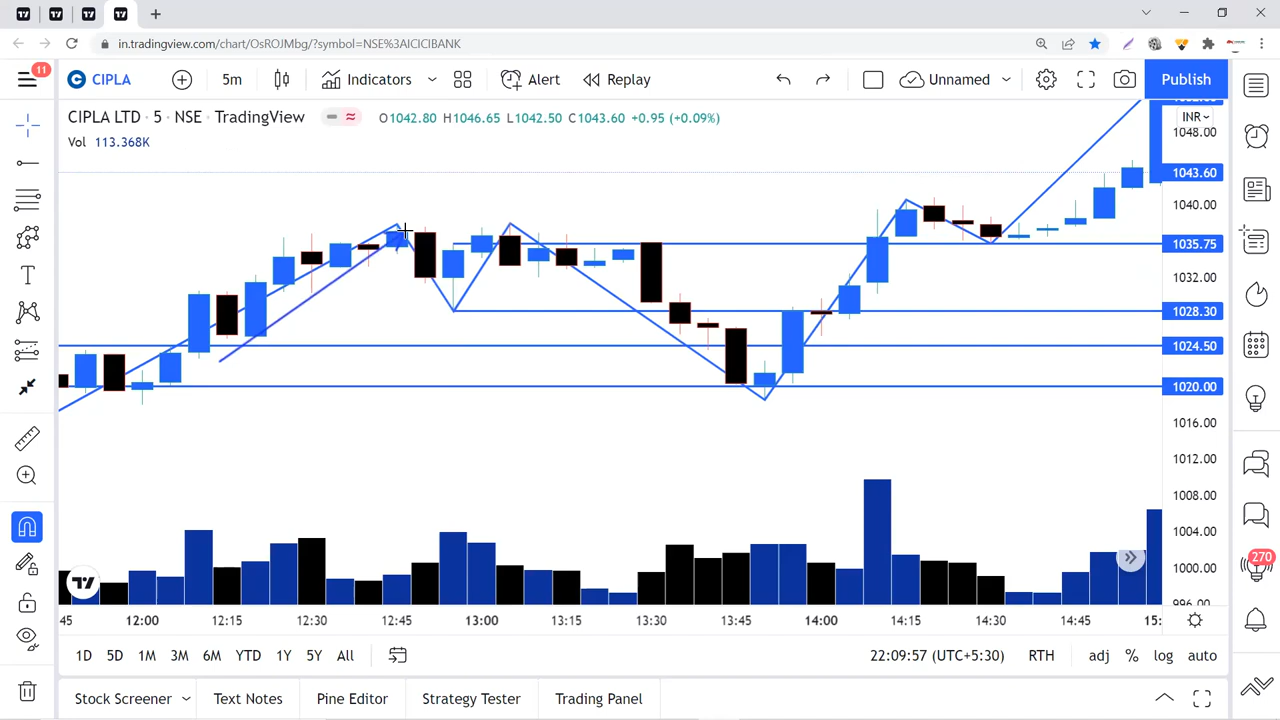 in.tradingview.com/chart/OsROJMbg/?symbol=NSE%3AICICIBANK
11
CIPLA
5m
Indicators
Alert
Replay
Unnamed
Publish
CIPLA LTD · 5 · NSE · TradingView
O1042.80 H1046.65 L1042.50 C1043.60 +0.95 (+0.09%)
Vol 113.368K
INR
1048.00
1043.60
1040.00
1035.75
1032.00
1028.30
1024.50
1020.00
1016.00
1012.00
1008.00
1004.00
1000.00
996.00
270
:45 12:00 12:15 12:30 12:45 13:00 13:15 13:30 13:45 14:00 14:15 14:30 14:45 15:
1D 5D 1M 3M 6M YTD 1Y 5Y All
22:09:57 (UTC+5:30) RTH adj % log auto
Stock Screener Text Notes Pine Editor Strategy Tester Trading Panel